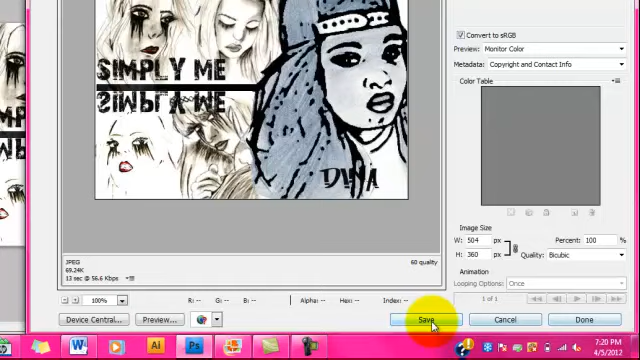 Convert to sRGB
Preview: Monitor Color
Metadata: Copyright and Contact Info
Color Table
SIMPLY ME
SIMPLY ME
DIVA
Image Size
W: 504 px
Percent: 100 %
H: 360 px
Quality: Bicubic
Animation
Looping Options: Once
1 of 1
JPEG
60 quality
69.24K
13 sec @ 56.6 Kbps
100%
R: -- G: -- B: -- Alpha: -- Hex: -- Index: --
Device Central... Preview... Save Cancel Done
W Ai Ps
7:20 PM
4/5/2012